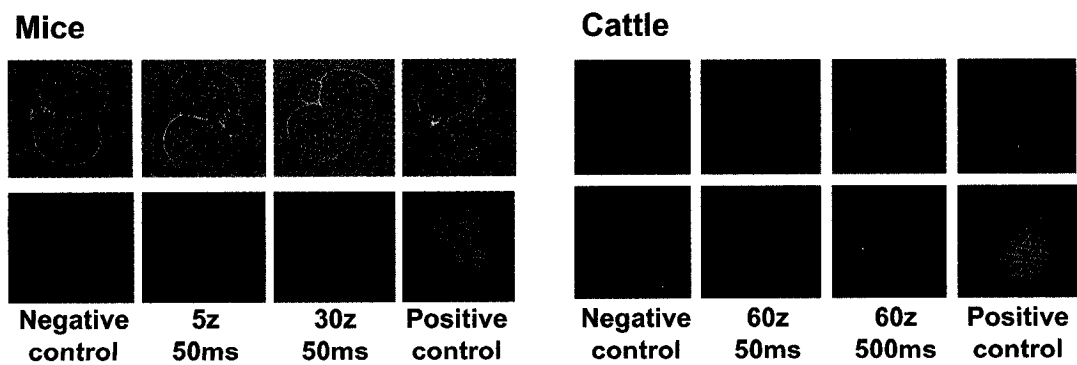 Mice
Cattle
Negative control
5z 50ms
30z 50ms
Positive control
Negative control
60z 50ms
60z 500ms
Positive control